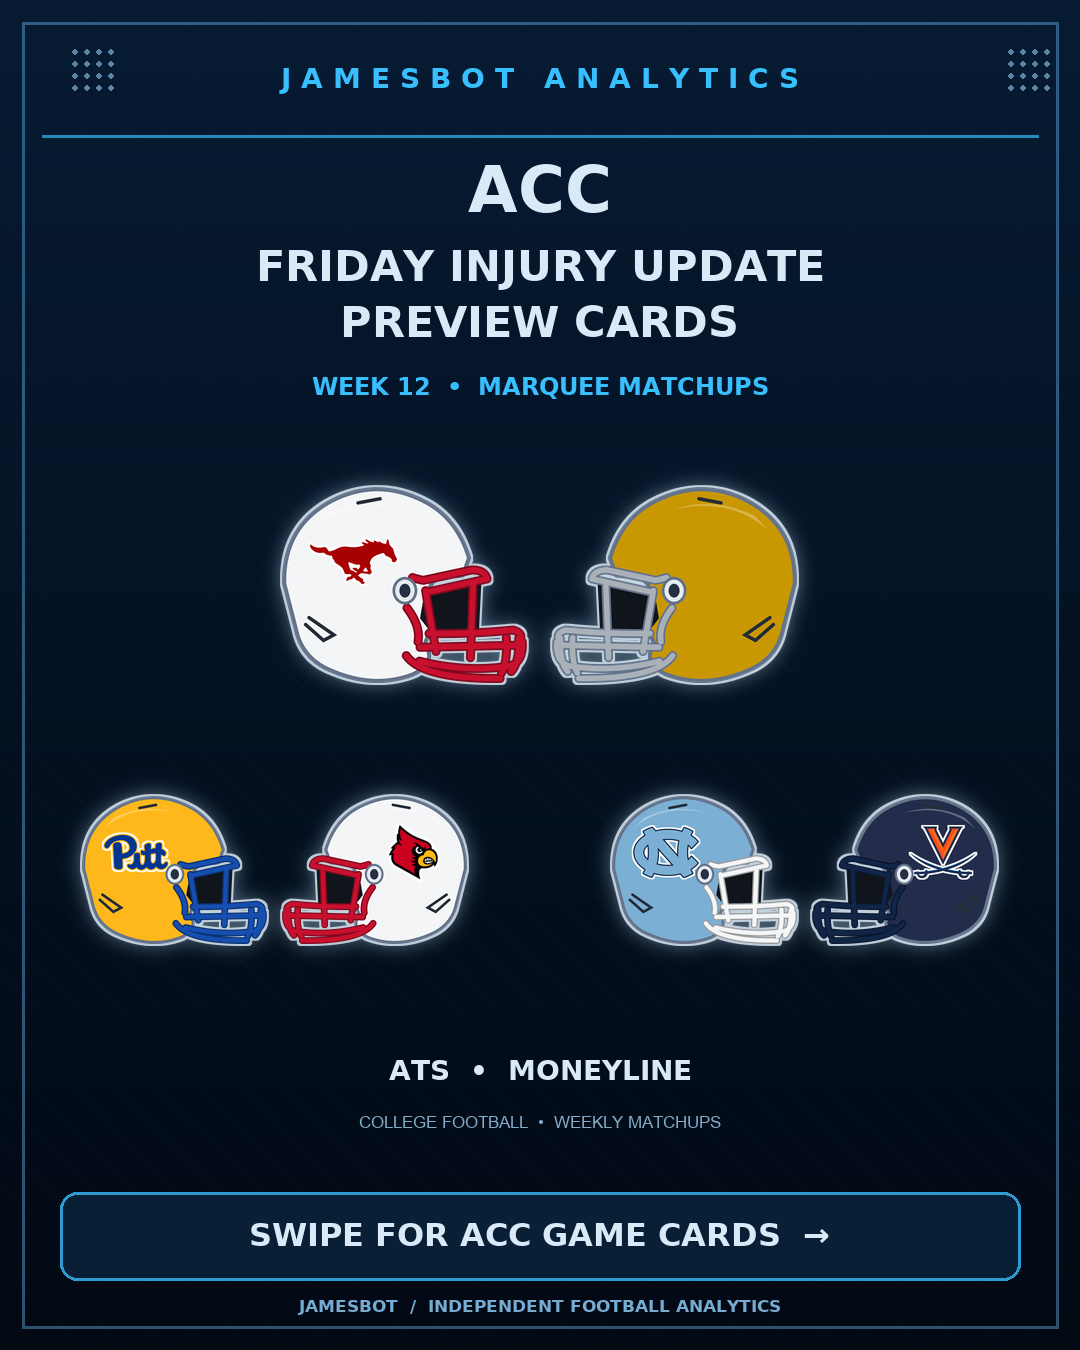 JAMESBOT ANALYTICS
ACC
FRIDAY INJURY UPDATE
PREVIEW CARDS
WEEK 12 • MARQUEE MATCHUPS
Pitt
NC
V
ATS • MONEYLINE
COLLEGE FOOTBALL • WEEKLY MATCHUPS
SWIPE FOR ACC GAME CARDS →
JAMESBOT / INDEPENDENT FOOTBALL ANALYTICS